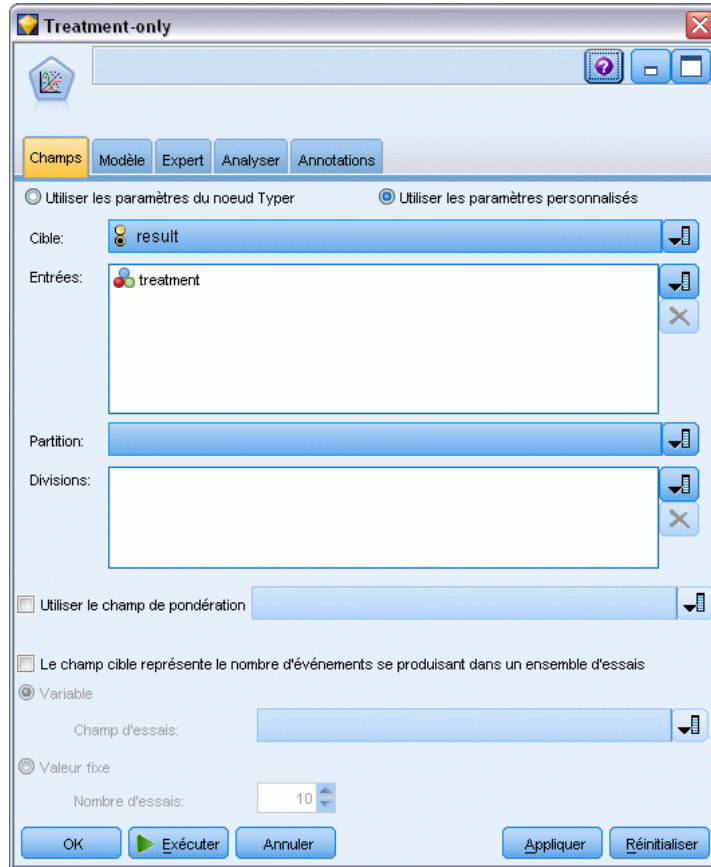 Treatment-only
Champs Modèle Expert Analyser Annotations
Utiliser les paramètres du noeud Typer Utiliser les paramètres personnalisés
Cible: result
Entrées: treatment
Partition:
Divisions:
Utiliser le champ de pondération
Le champ cible représente le nombre d'événements se produisant dans un ensemble d'essais
Variable
Champ d'essais:
Valeur fixe
Nombre d'essais: 10
OK Exécuter Annuler Appliquer Réinitialiser